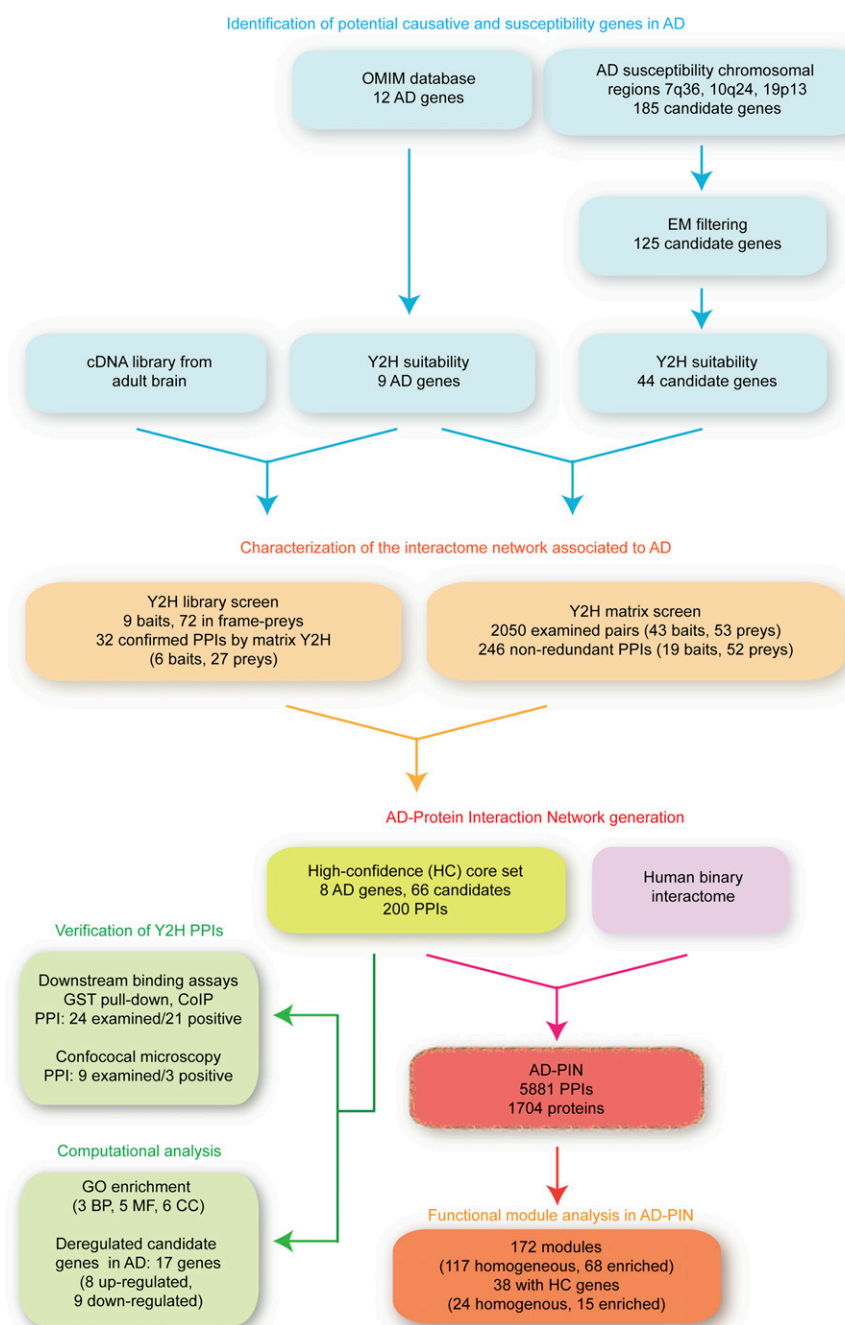 Identification of potential causative and susceptibility genes in AD
OMIM database
12 AD genes
AD susceptibility chromosomal
regions 7q36, 10q24, 19p13
185 candidate genes
EM filtering
125 candidate genes
cDNA library from
adult brain
Y2H suitability
9 AD genes
Y2H suitability
44 candidate genes
Characterization of the interactome network associated to AD
Y2H library screen
9 baits, 72 in frame-preys
32 confirmed PPIs by matrix Y2H
(6 baits, 27 preys)
Y2H matrix screen
2050 examined pairs (43 baits, 53 preys)
246 non-redundant PPIs (19 baits, 52 preys)
AD-Protein Interaction Network generation
High-confidence (HC) core set
8 AD genes, 66 candidates
200 PPIs
Human binary
interactome
Verification of Y2H PPIs
Downstream binding assays
GST pull-down, CoIP
PPI: 24 examined/21 positive
Confococal microscopy
PPI: 9 examined/3 positive
AD-PIN
5881 PPIs
1704 proteins
Computational analysis
GO enrichment
(3 BP, 5 MF, 6 CC)
Deregulated candidate
genes in AD: 17 genes
(8 up-regulated,
9 down-regulated)
Functional module analysis in AD-PIN
172 modules
(117 homogeneous, 68 enriched)
38 with HC genes
(24 homogenous, 15 enriched)